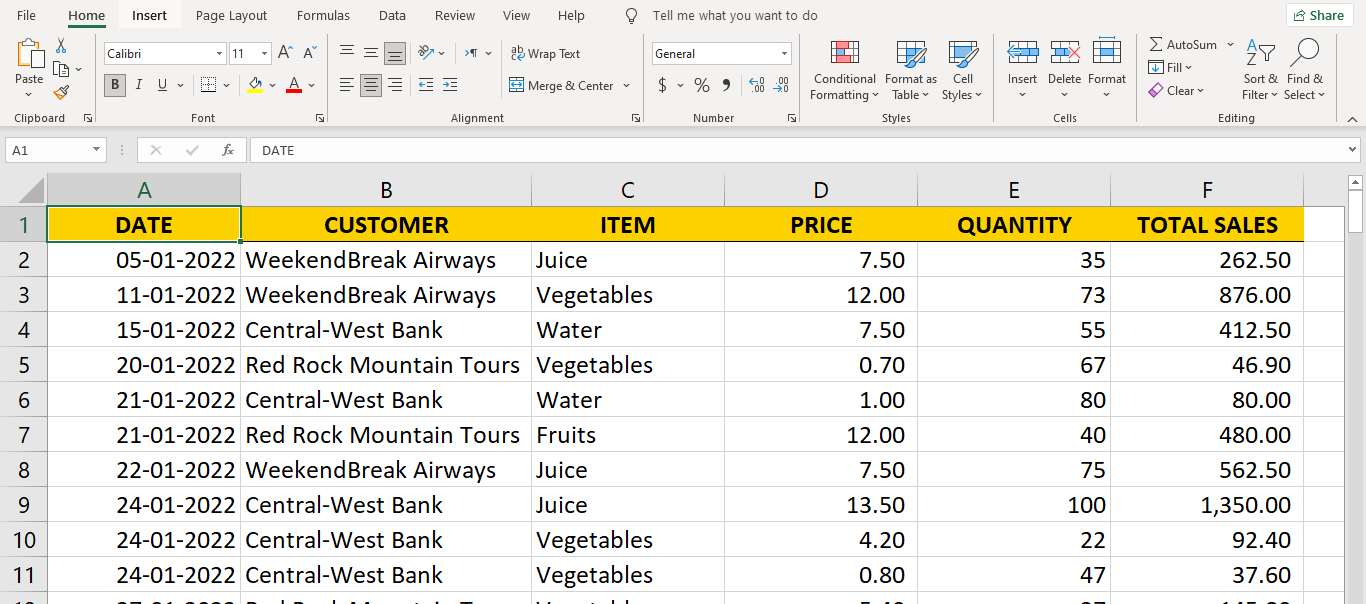 File Home Insert Page Layout Formulas Data Review View Help Tell me what you want to do Share
Calibri 11 ab Wrap Text General AutoSum
Paste Conditional Formatting Format as Table Cell Styles Insert Delete Format Fill Sort & Filter Find & Select
B I U A Merge & Center $ % Clear
Clipboard Font Alignment Number Styles Cells Editing
A1 fx DATE
A B C D E F
1 DATE CUSTOMER ITEM PRICE QUANTITY TOTAL SALES
2 05-01-2022 WeekendBreak Airways Juice 7.50 35 262.50
3 11-01-2022 WeekendBreak Airways Vegetables 12.00 73 876.00
4 15-01-2022 Central-West Bank Water 7.50 55 412.50
5 20-01-2022 Red Rock Mountain Tours Vegetables 0.70 67 46.90
6 21-01-2022 Central-West Bank Water 1.00 80 80.00
7 21-01-2022 Red Rock Mountain Tours Fruits 12.00 40 480.00
8 22-01-2022 WeekendBreak Airways Juice 7.50 75 562.50
9 24-01-2022 Central-West Bank Juice 13.50 100 1,350.00
10 24-01-2022 Central-West Bank Vegetables 4.20 22 92.40
11 24-01-2022 Central-West Bank Vegetables 0.80 47 37.60